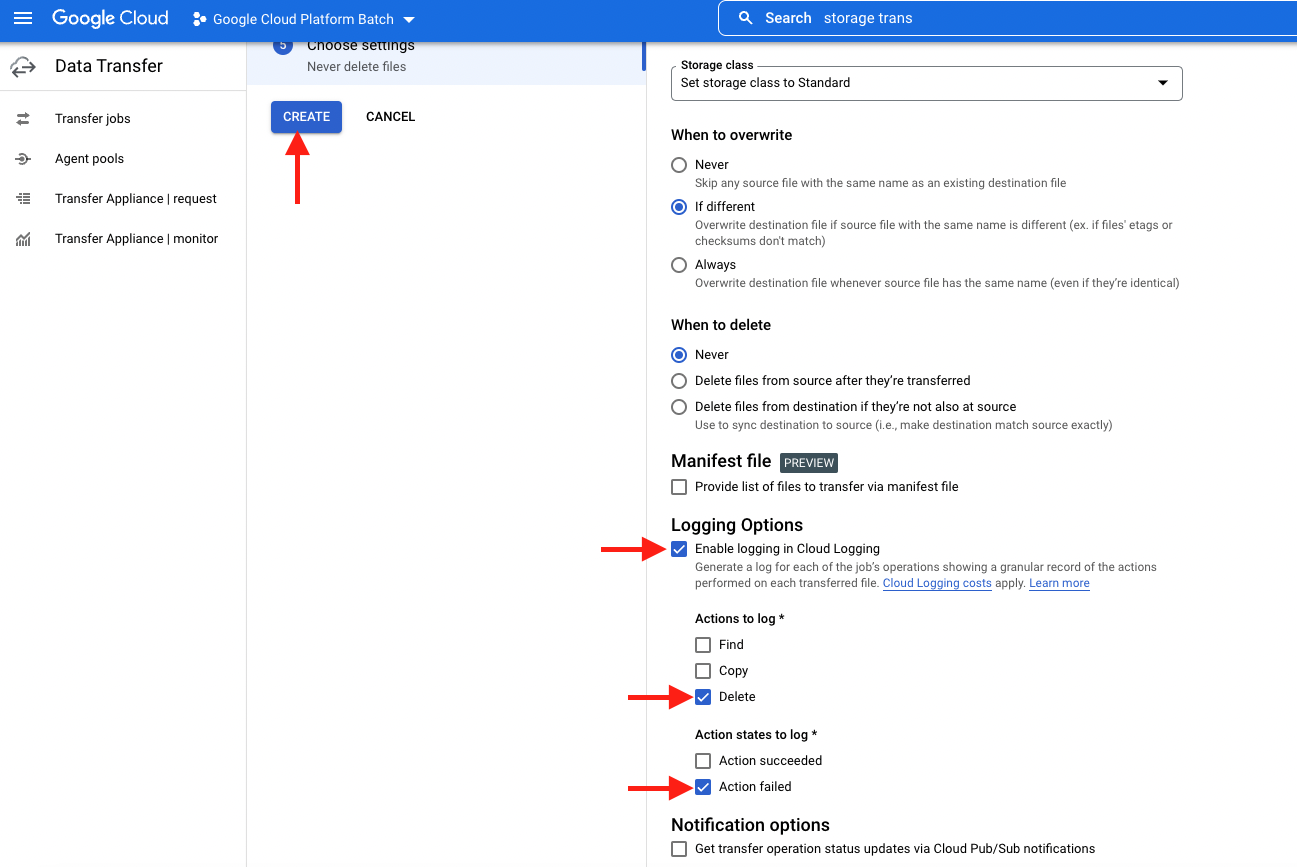 Google Cloud
Google Cloud Platform Batch
Search storage trans
Data Transfer
Transfer jobs
Agent pools
Transfer Appliance | request
Transfer Appliance | monitor
5 Choose settings
Never delete files
CREATE
CANCEL
Storage class
Set storage class to Standard
When to overwrite
Never
Skip any source file with the same name as an existing destination file
If different
Overwrite destination file if source file with the same name is different (ex. if files' etags or
checksums don't match)
Always
Overwrite destination file whenever source file has the same name (even if they're identical)
When to delete
Never
Delete files from source after they're transferred
Delete files from destination if they're not also at source
Use to sync destination to source (i.e., make destination match source exactly)
Manifest file PREVIEW
Provide list of files to transfer via manifest file
Logging Options
Enable logging in Cloud Logging
Generate a log for each of the job's operations showing a granular record of the actions
performed on each transferred file. Cloud Logging costs apply. Learn more
Actions to log *
Find
Copy
Delete
Action states to log *
Action succeeded
Action failed
Notification options
Get transfer operation status updates via Cloud Pub/Sub notifications